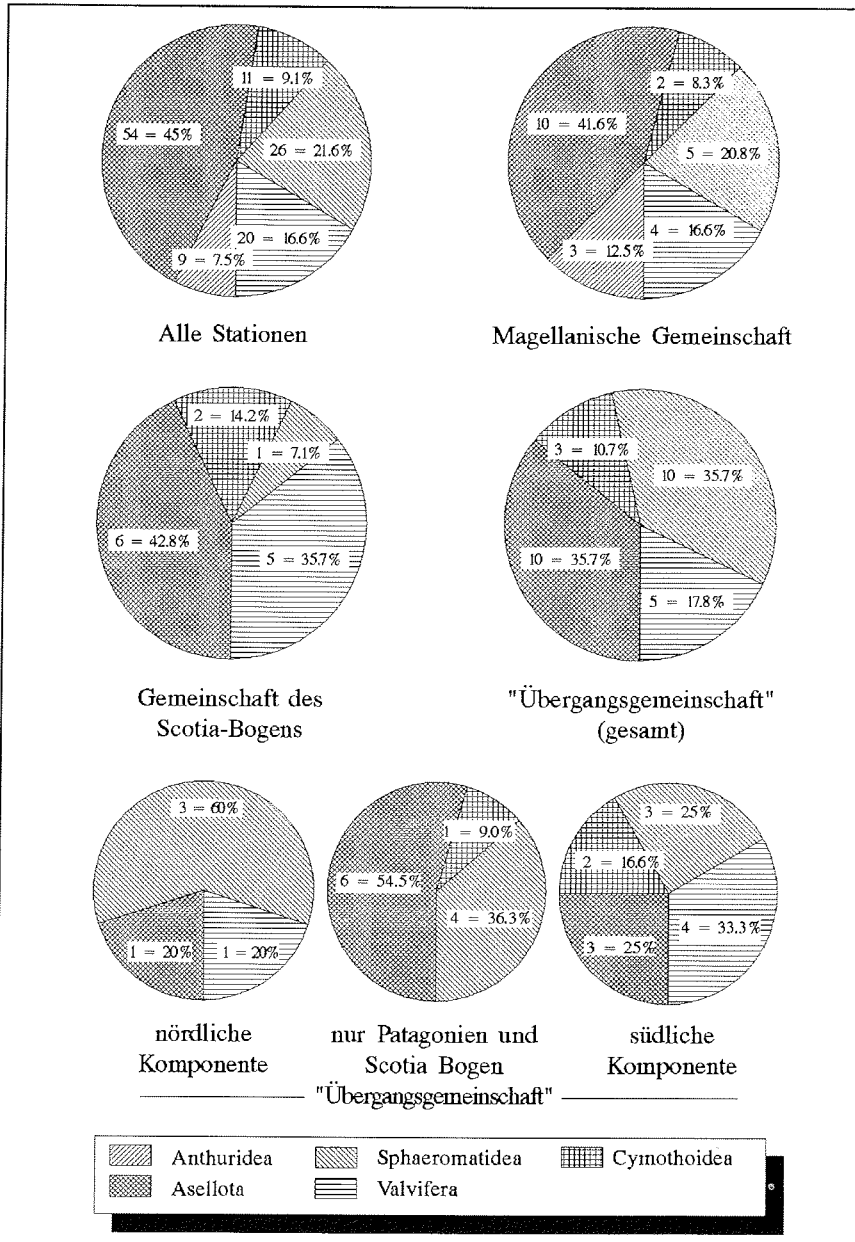 11 = 9.1%
54 = 45%
26 = 21.6%
20 = 16.6%
9 = 7.5%
Alle Stationen
2 = 8.3%
10 = 41.6%
5 = 20.8%
4 = 16.6%
3 = 12.5%
Magellanische Gemeinschaft
2 = 14.2%
1 = 7.1%
6 = 42.8%
5 = 35.7%
Gemeinschaft des
Scotia-Bogens
3 = 10.7%
10 = 35.7%
10 = 35.7%
5 = 17.8%
"Übergangsgemeinschaft"
(gesamt)
3 = 60%
1 = 20%
1 = 20%
nördliche
Komponente
1 = 9.0%
6 = 54.5%
4 = 36.3%
nur Patagonien und
Scotia Bogen
3 = 25%
2 = 16.6%
4 = 33.3%
3 = 25%
südliche
Komponente
"Übergangsgemeinschaft"
Anthuridea Sphaeromatidea Cymothoidea
Asellota Valvifera